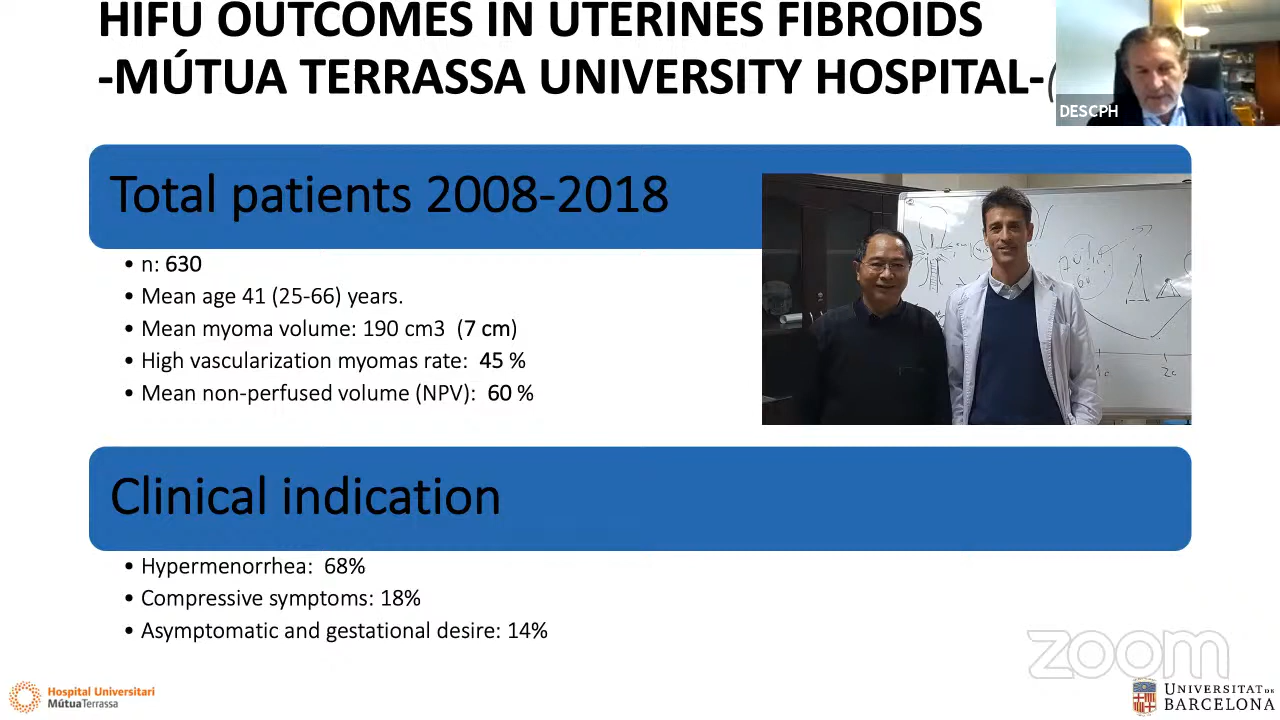 HIFU OUTCOMES IN UTERINES FIBROIDS
-MÚTUA TERRASSA UNIVERSITY HOSPITAL-(
DESCPH
Total patients 2008-2018
• n: 630
• Mean age 41 (25-66) years.
• Mean myoma volume: 190 cm3 (7 cm)
• High vascularization myomas rate: 45 %
• Mean non-perfused volume (NPV): 60 %
Clinical indication
• Hypermenorrhea: 68%
• Compressive symptoms: 18%
• Asymptomatic and gestational desire: 14%
zoom
Hospital Universitari
MútuaTerrassa
UNIVERSITAT DE
BARCELONA